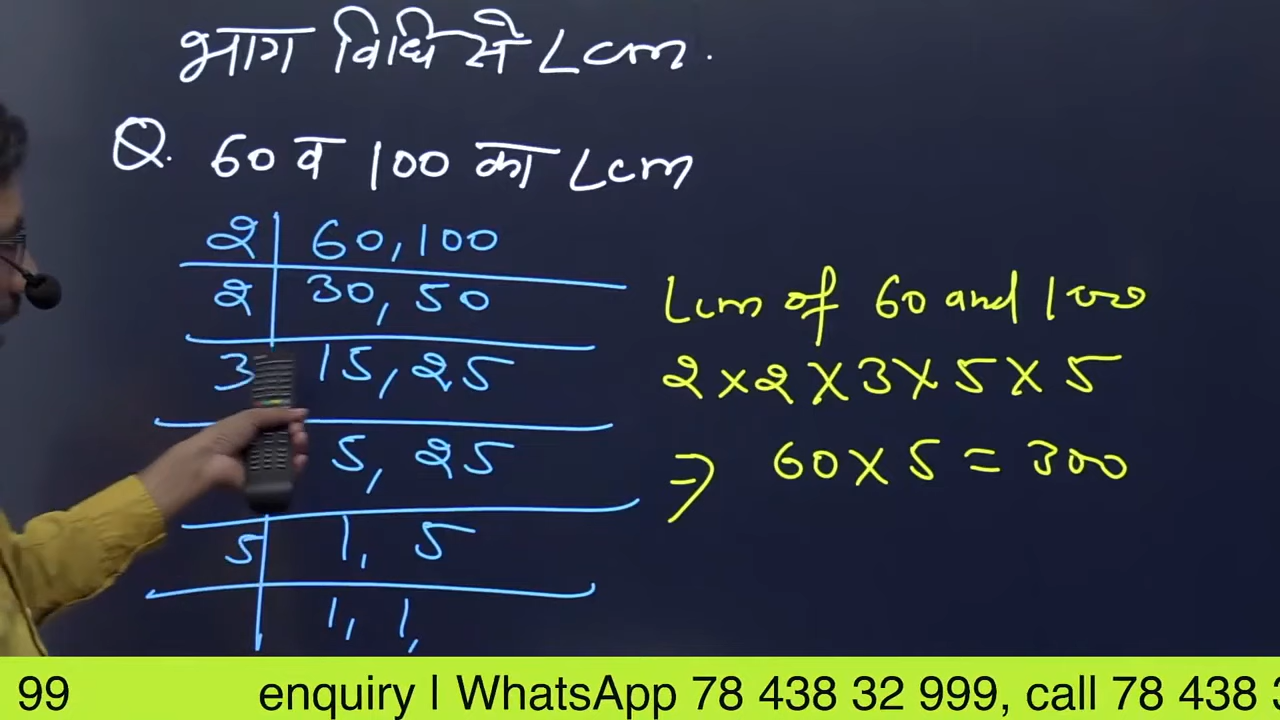 भाग विधि से Lcm.
Q. 60 व 100 का Lcm
2 | 60, 100
2 | 30, 50
3 15, 25
5, 25
5 | 1, 5
1, 1,
Lcm of 60 and 100
2 x 2 x 3 x 5 x 5
⇒ 60 x 5 = 300
99 enquiry I WhatsApp 78 438 32 999, call 78 438